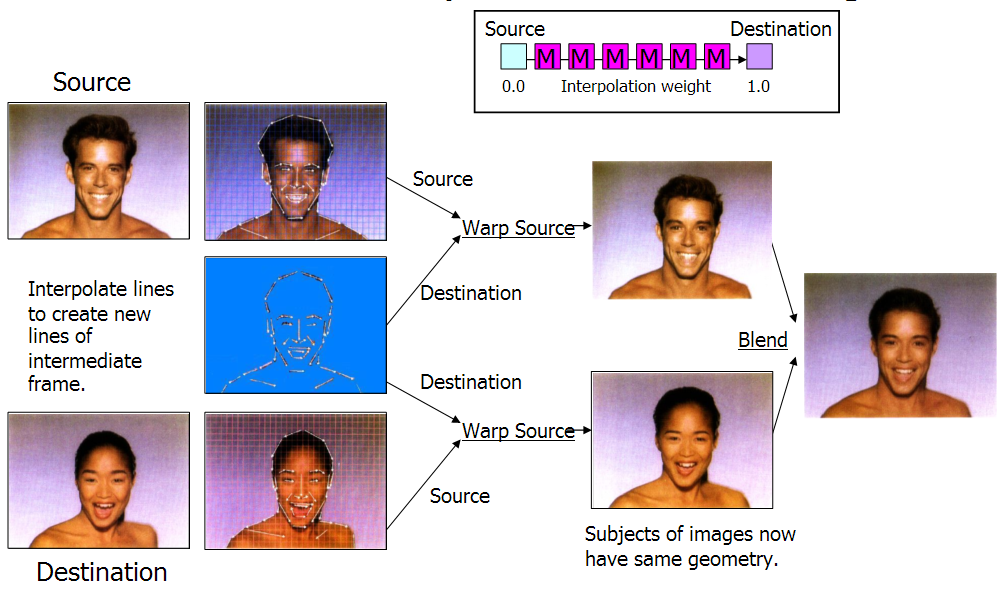 Source
Destination
M M M M M M
0.0
Interpolation weight
1.0
Source
Source
Warp Source
Destination
Interpolate lines
to create new
lines of
intermediate
frame.
Blend
Destination
Warp Source
Source
Subjects of images now
have same geometry.
Destination